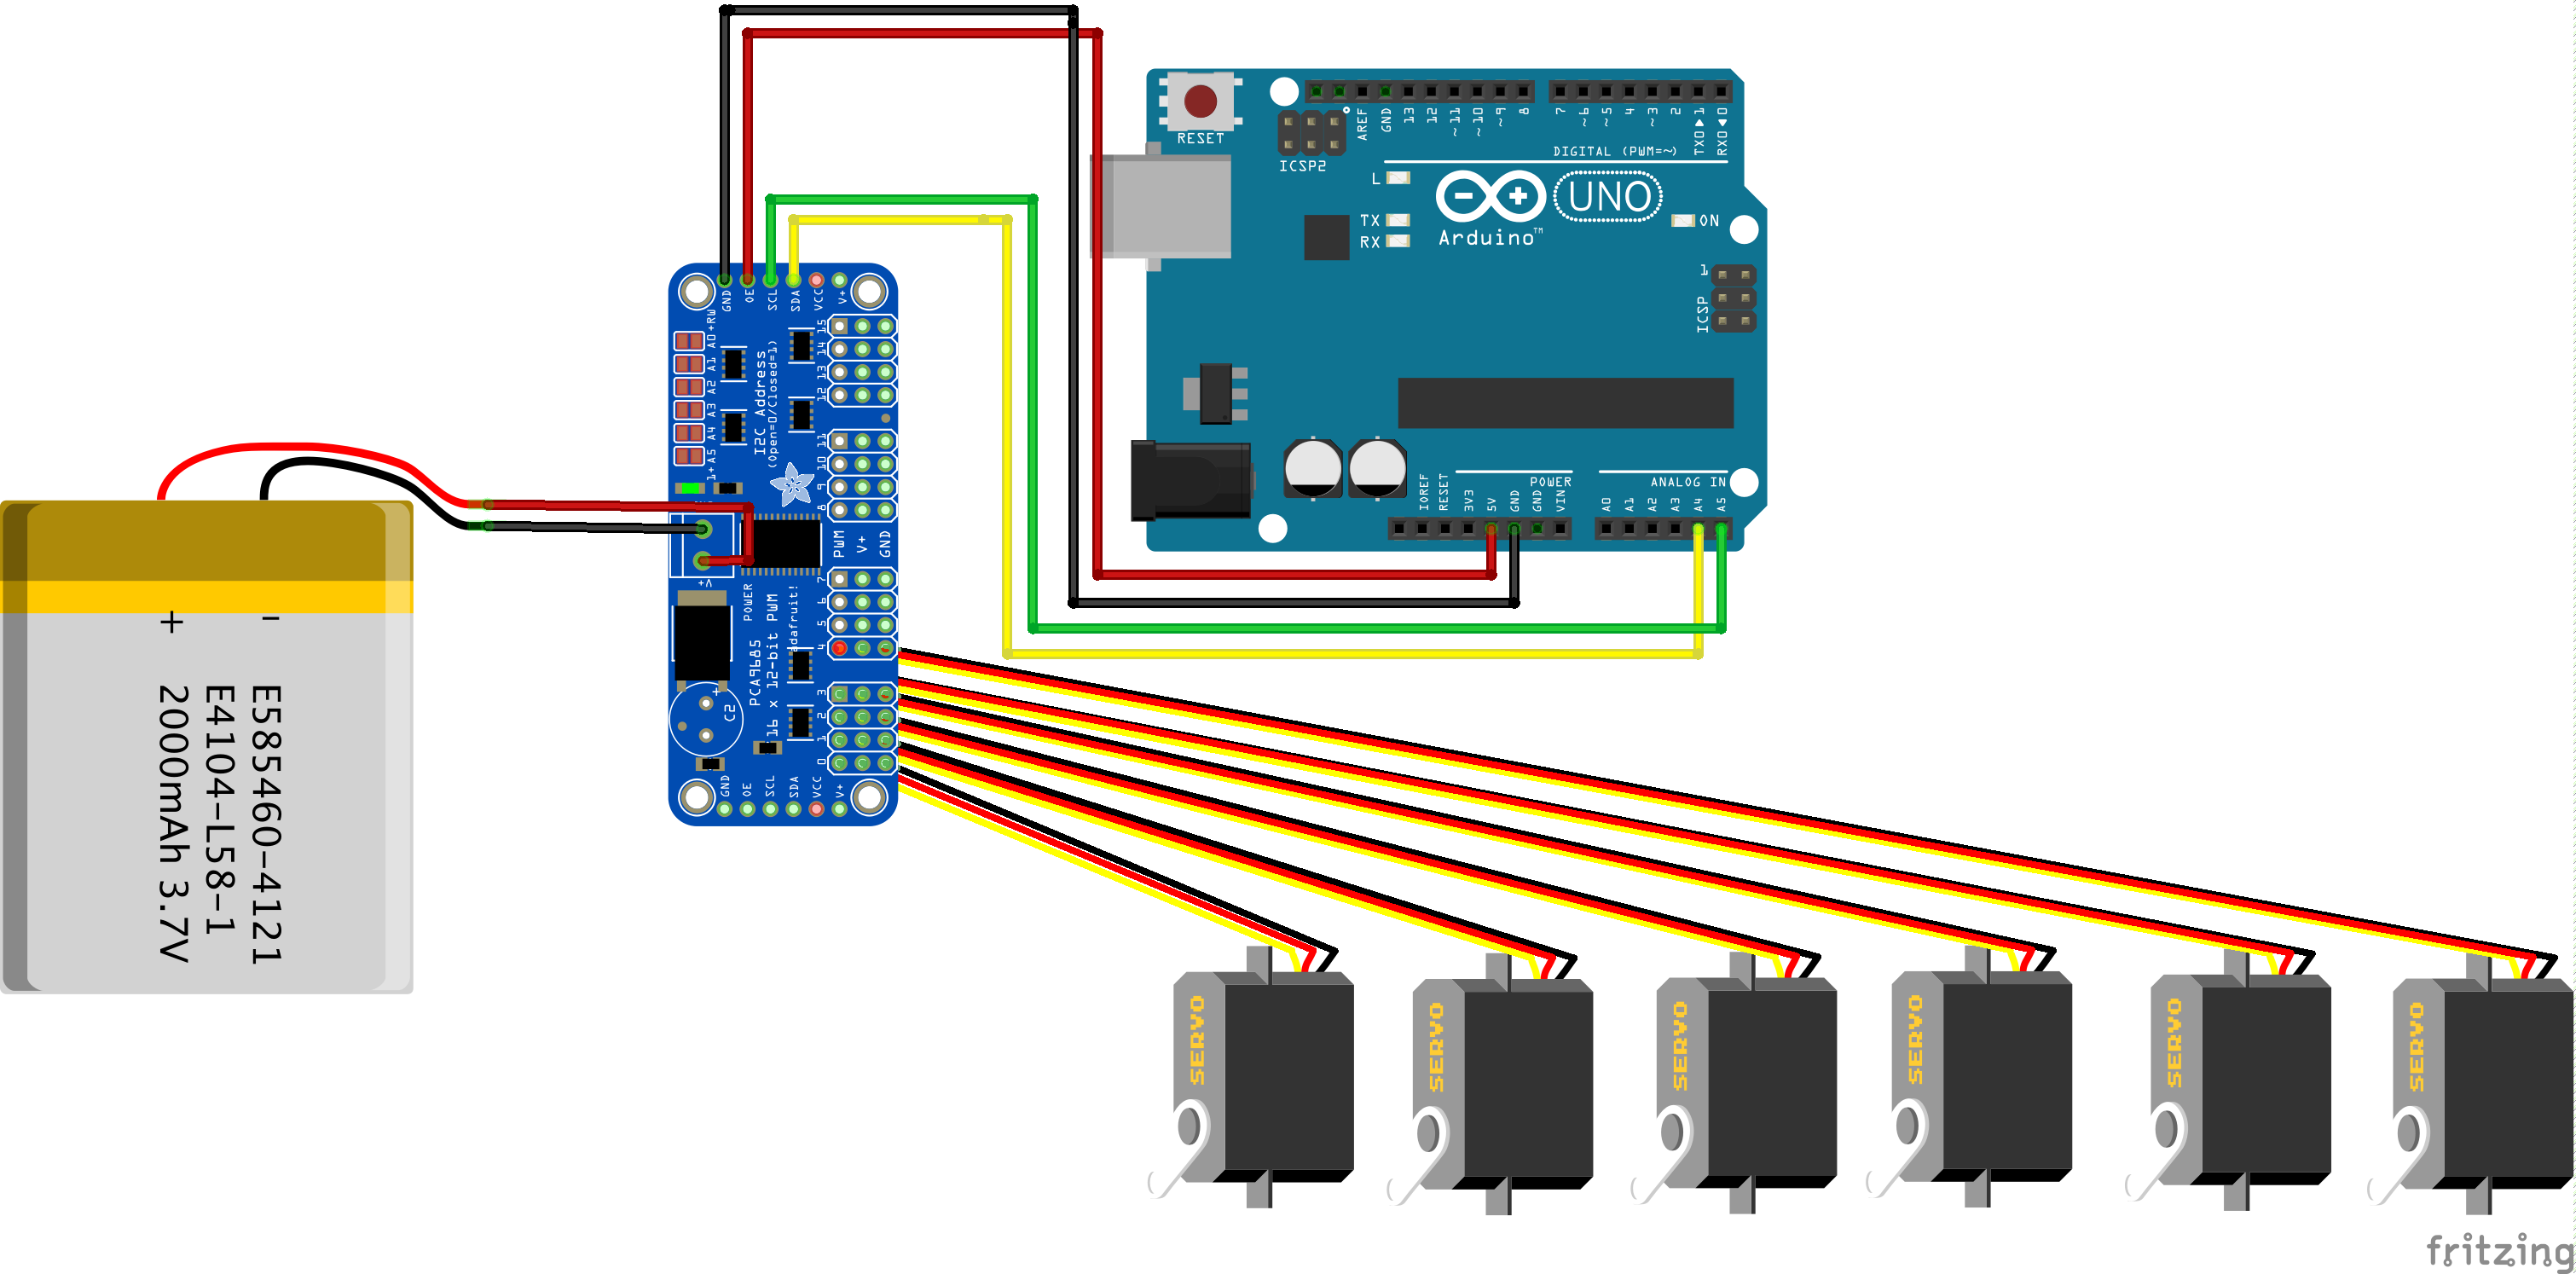 RESET
ICSP2
AREF
GND
13
12
~11
~10
~9
8
7
~6
~5
4
~3
2
TX0▶1
RX0◀0
DIGITAL (PWM=~)
L
TX
RX
UNO
Arduino™
ON
1
ICSP
POWER
ANALOG IN
IOREF
RESET
3V3
5V
GND
GND
VIN
A0
A1
A2
A3
A4
A5
GND
OE
SCL
SDA
VCC
V+
A0
A1
A2
A3
A4
A5
I2C Address
(Open=0/Closed=1)
15
14
13
12
11
10
9
8
PWM
V+
GND
7
6
5
4
3
2
1
0
V+
POWER
PCA9685
16 x 12-bit PWM
adafruit!
+
C2
GND
OE
SCL
SDA
VCC
V+
+
-
E585460-4121
E4104-L58-1
2000mAh 3.7V
SERVO
SERVO
SERVO
SERVO
SERVO
SERVO
fritzing